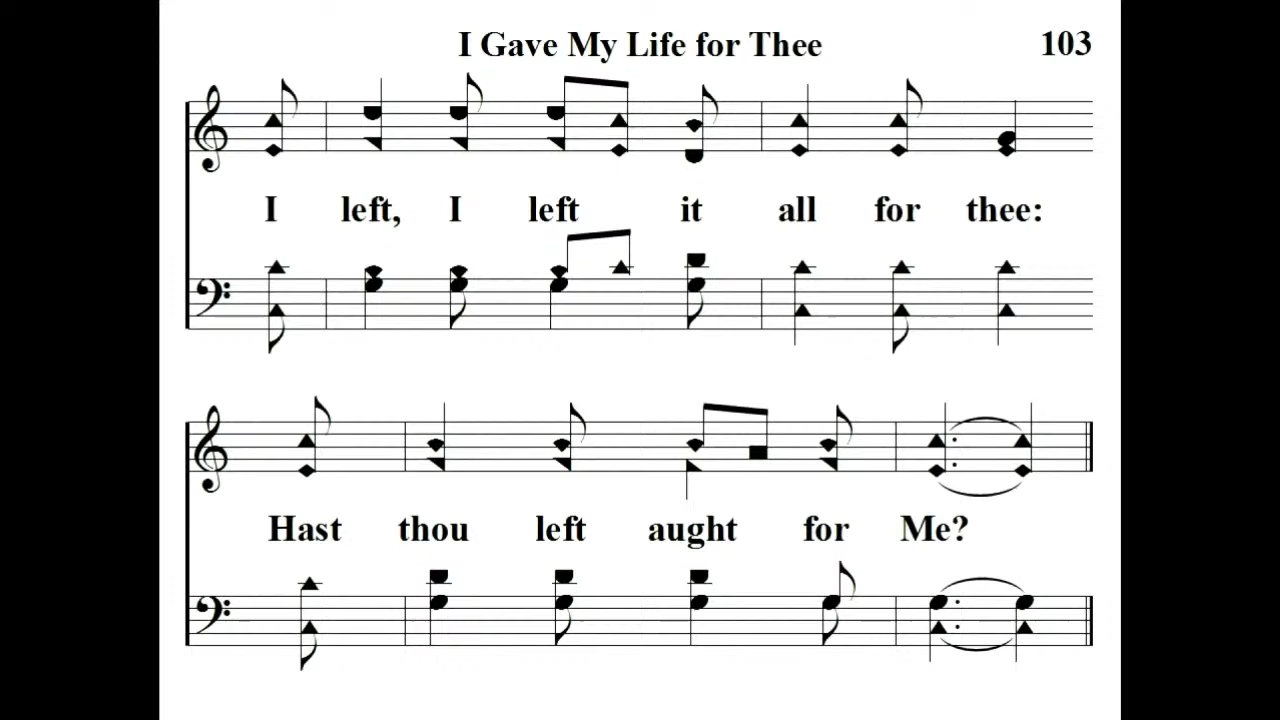 I Gave My Life for Thee 103
I left, I left it all for thee:
Hast thou left aught for Me?